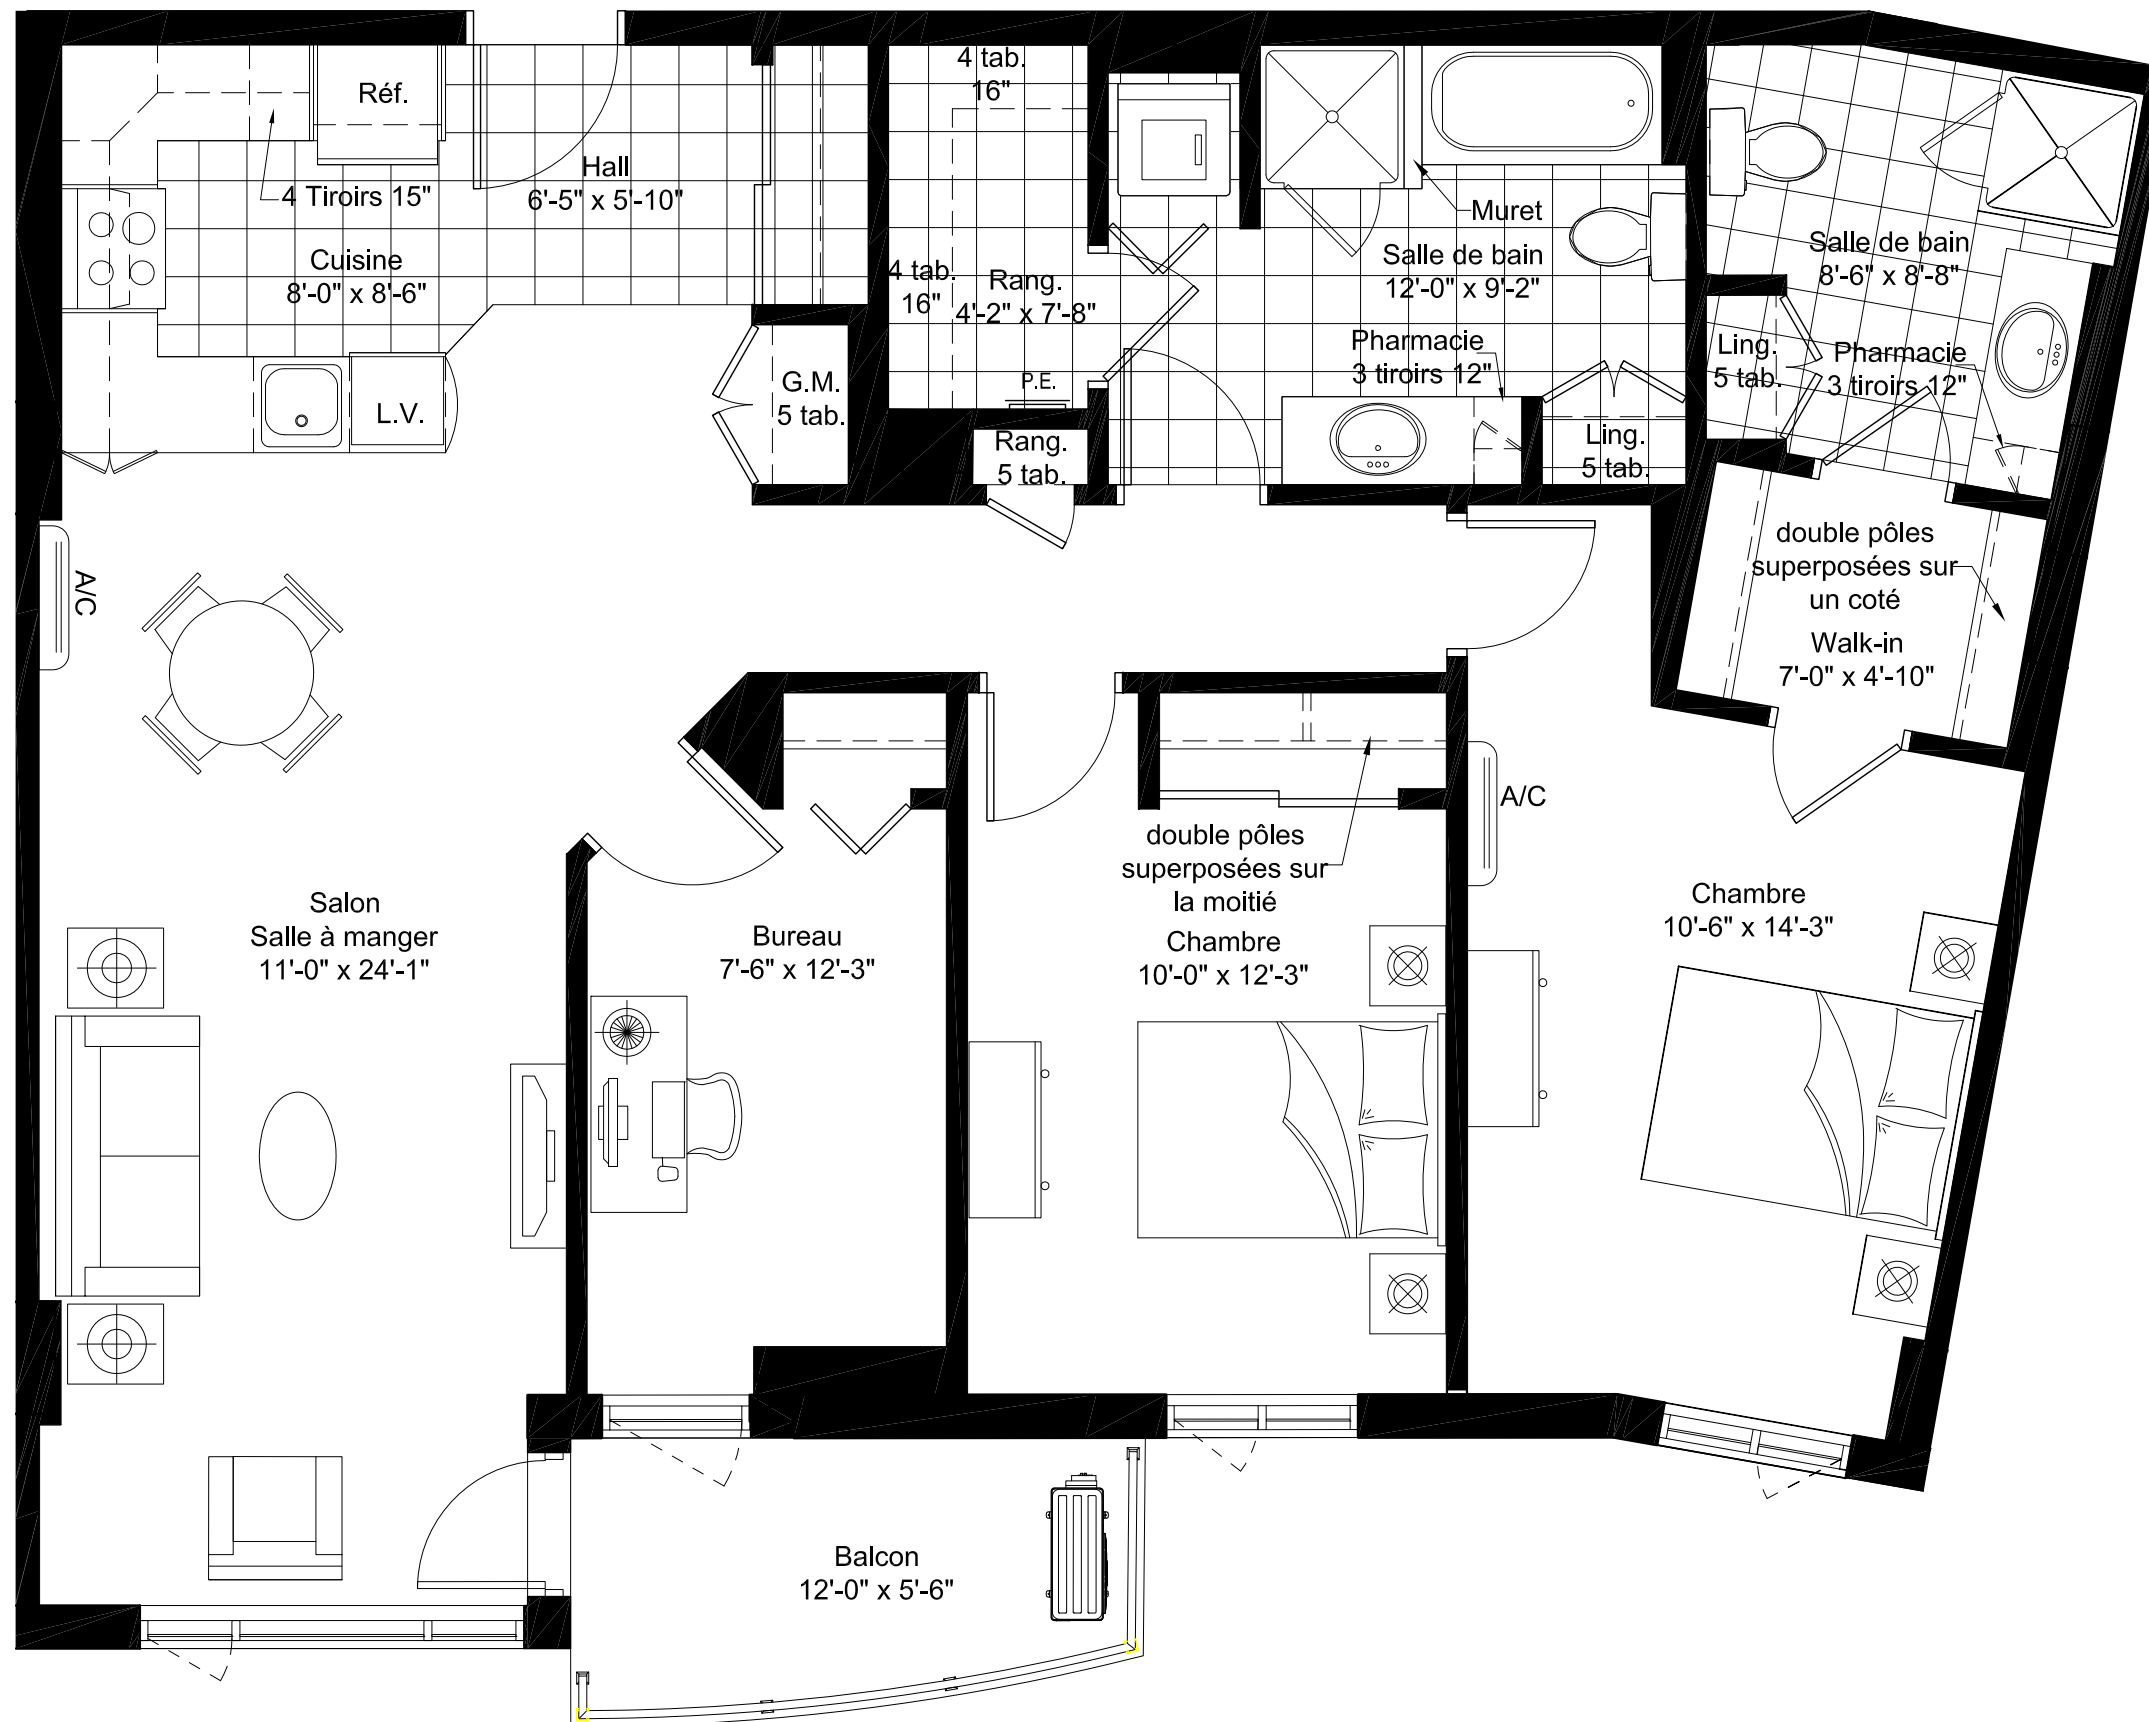 Réf.
4 Tiroirs 15"
Hall
6'-5" x 5'-10"
Cuisine
8'-0" x 8'-6"
L.V.
G.M.
5 tab.
4 tab.
16"
4 tab.
16"
Rang.
4'-2" x 7'-8"
P.E.
Rang.
5 tab.
Muret
Salle de bain
12'-0" x 9'-2"
Pharmacie
3 tiroirs 12"
Ling.
5 tab.
Salle de bain
8'-6" x 8'-8"
Ling.
5 tab.
Pharmacie
3 tiroirs 12"
double pôles
superposées sur
un coté
Walk-in
7'-0" x 4'-10"
A/C
Salon
Salle à manger
11'-0" x 24'-1"
Bureau
7'-6" x 12'-3"
double pôles
superposées sur
la moitié
Chambre
10'-0" x 12'-3"
A/C
Chambre
10'-6" x 14'-3"
Balcon
12'-0" x 5'-6"